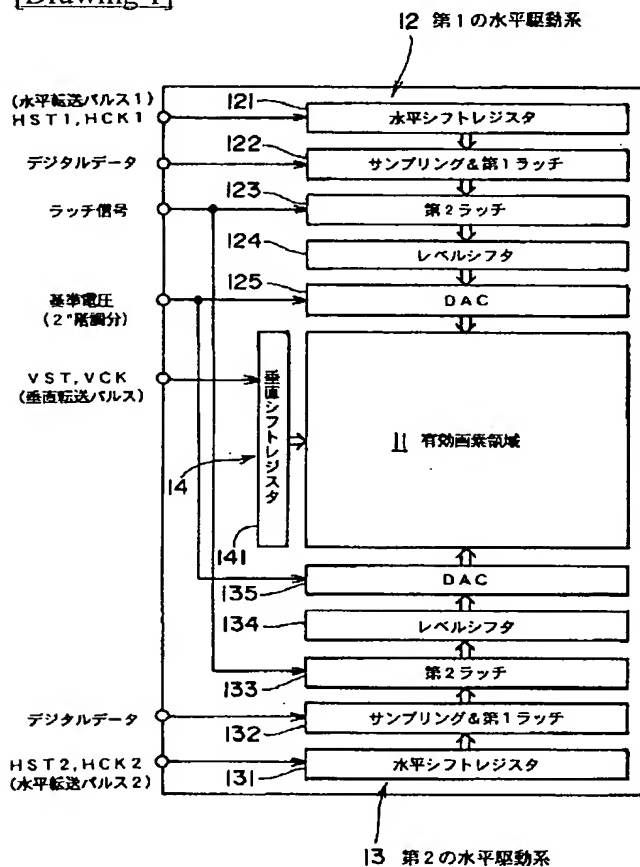 [Drawing 1]
12 第1の水平駆動系
(水平転送パルス1)
HST1,HCK1
121
水平シフトレジスタ
122
デジタルデータ
サンプリング&第1ラッチ
123
ラッチ信号
第2ラッチ
124
レベルシフタ
125
基準電圧
(2ⁿ階調分)
DAC
VST,VCK
(垂直転送パルス)
垂直シフトレジスタ
11 有効画素領域
14
141
DAC
135
レベルシフタ
134
第2ラッチ
133
デジタルデータ
サンプリング&第1ラッチ
132
HST2,HCK2
(水平転送パルス2)
水平シフトレジスタ
131
13 第2の水平駆動系